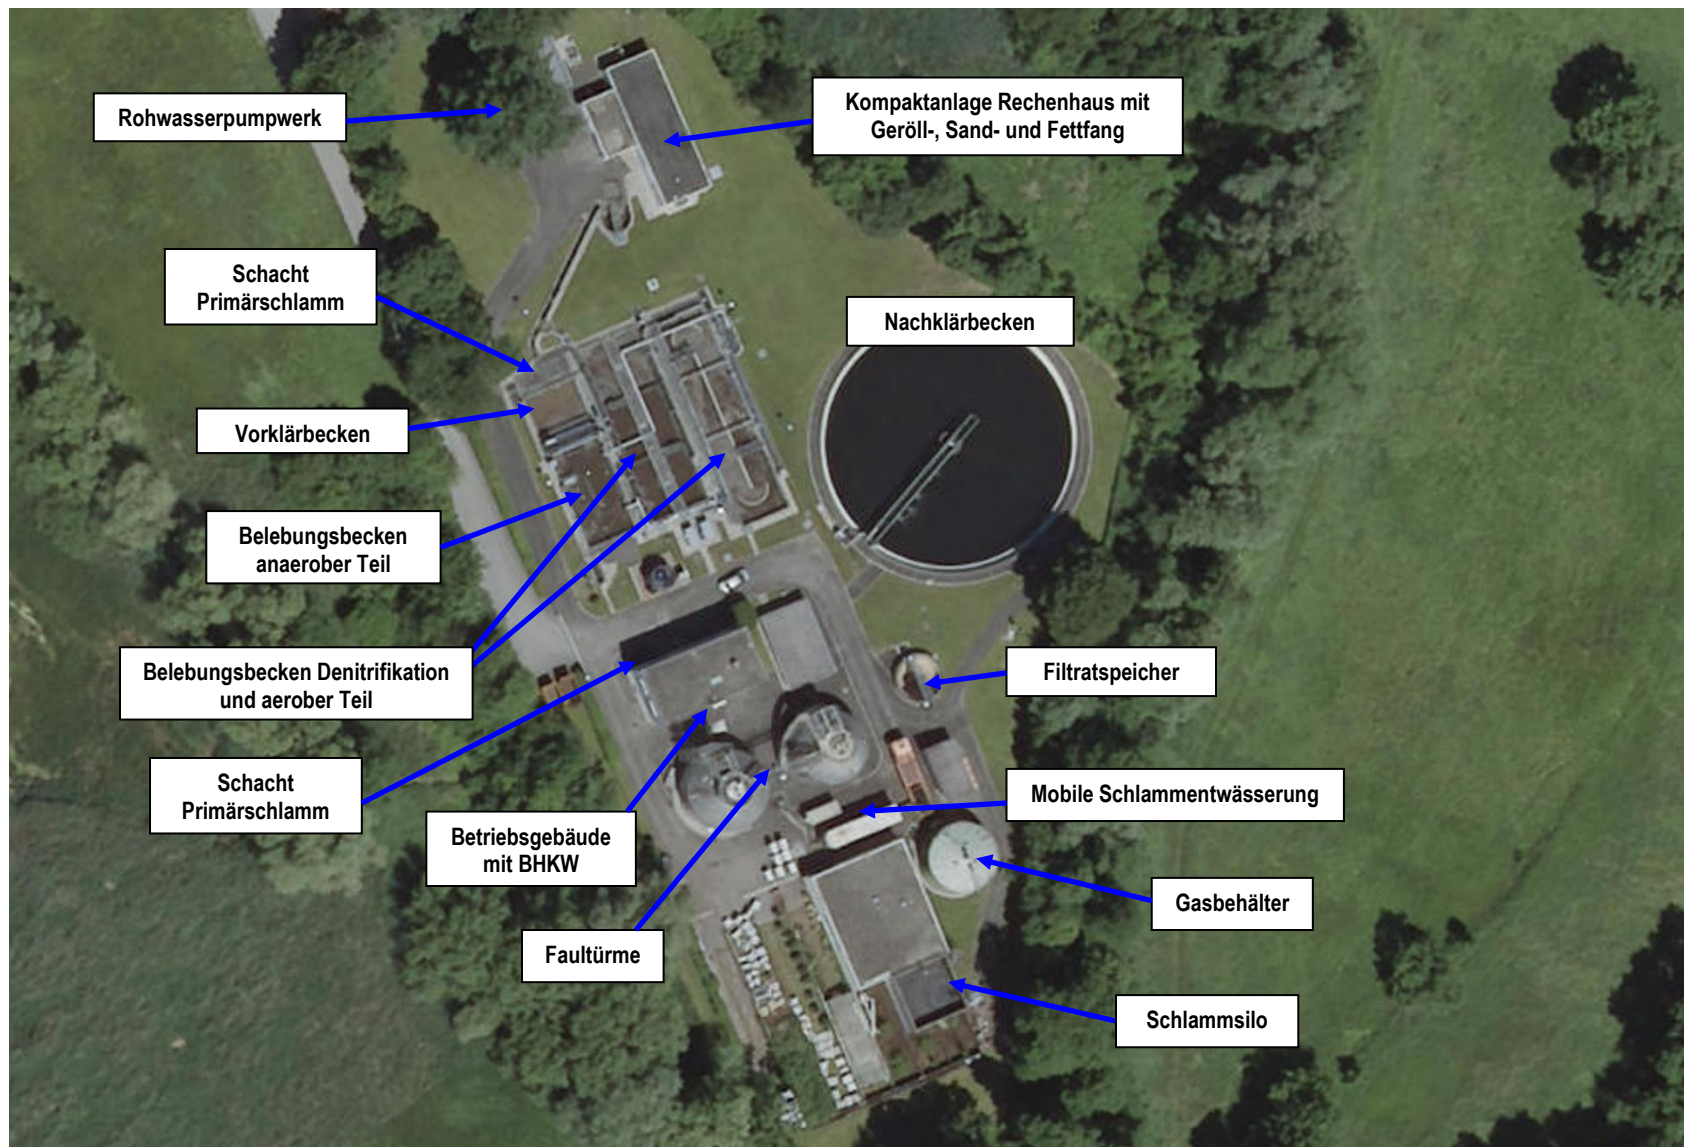 Rohwasserpumpwerk
Kompaktanlage Rechenhaus mit
Geröll-, Sand- und Fettfang
Schacht
Primärschlamm
Nachklärbecken
Vorklärbecken
Belebungsbecken
anaerober Teil
Belebungsbecken Denitrifikation
und aerober Teil
Filtratspeicher
Schacht
Primärschlamm
Mobile Schlammentwässerung
Betriebsgebäude
mit BHKW
Gasbehälter
Faultürme
Schlammsilo